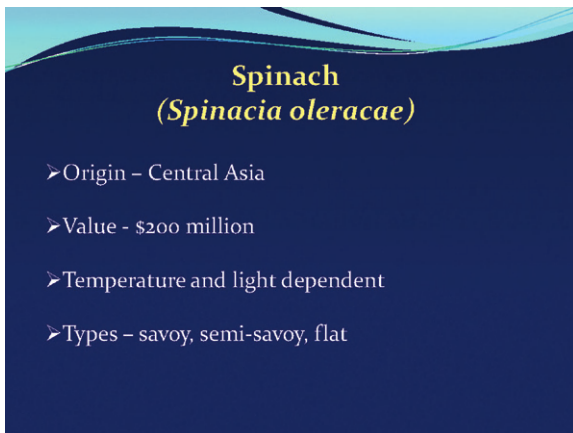 Spinach
(Spinacia oleracae)
➢Origin – Central Asia
➢Value - $200 million
➢Temperature and light dependent
➢Types – savoy, semi-savoy, flat